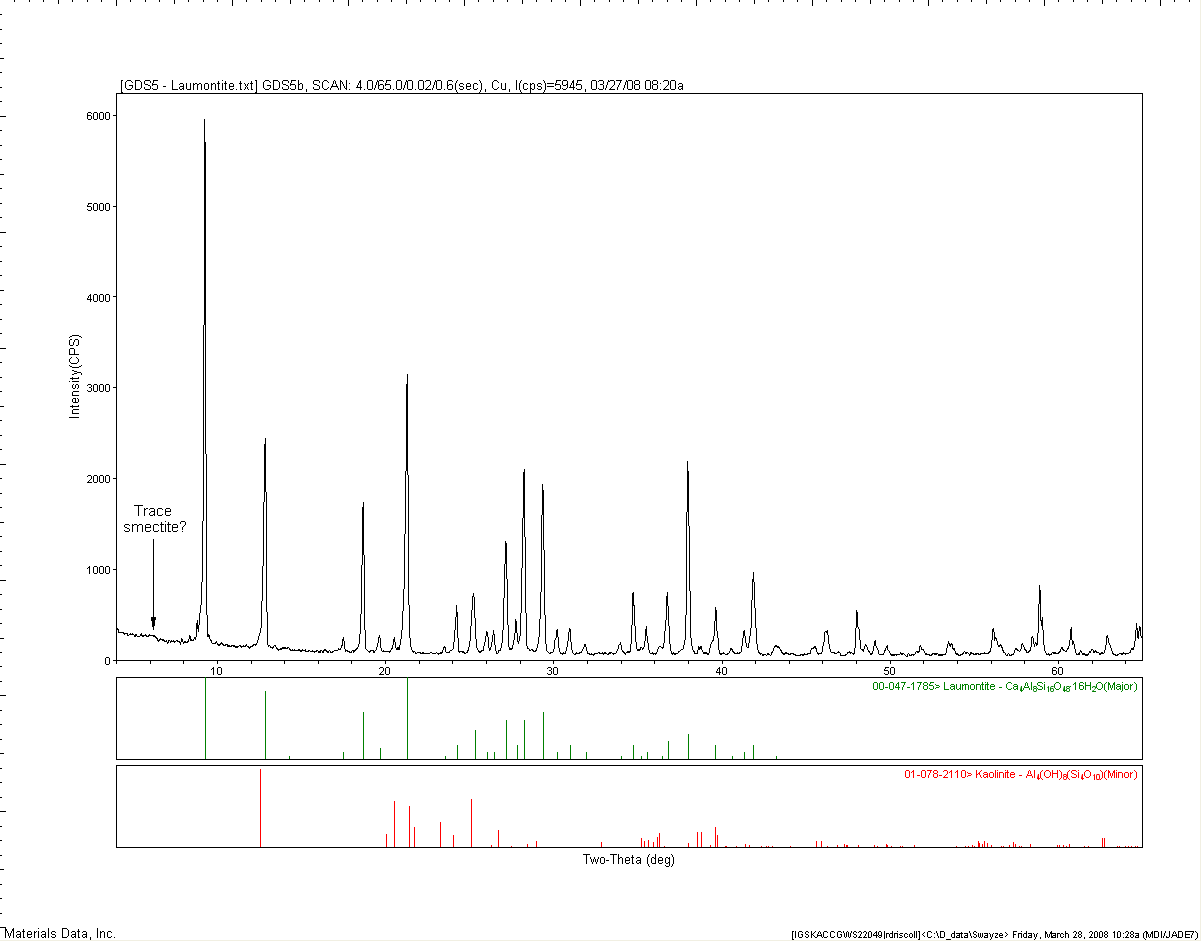 [GDS5 - Laumontite.txt] GDS5b, SCAN: 4.0/65.0/0.02/0.6(sec), Cu, I(cps)=5945, 03/27/08 08:20a
6000
5000
4000
3000
2000
1000
0
Intensity(CPS)
Trace
smectite?
10 20 30 40 50 60
00-047-1785> Laumontite - Ca₄Al₈Si₁₆O₄₈·16H₂O(Major)
01-078-2110> Kaolinite - Al₄(OH)₈(Si₄O₁₀)(Minor)
Two-Theta (deg)
Materials Data, Inc.
[IGSKACCGWS22049|rdriscoll]<C:\D_data\Swayze> Friday, March 28, 2008 10:28a (MDI/JADE7)